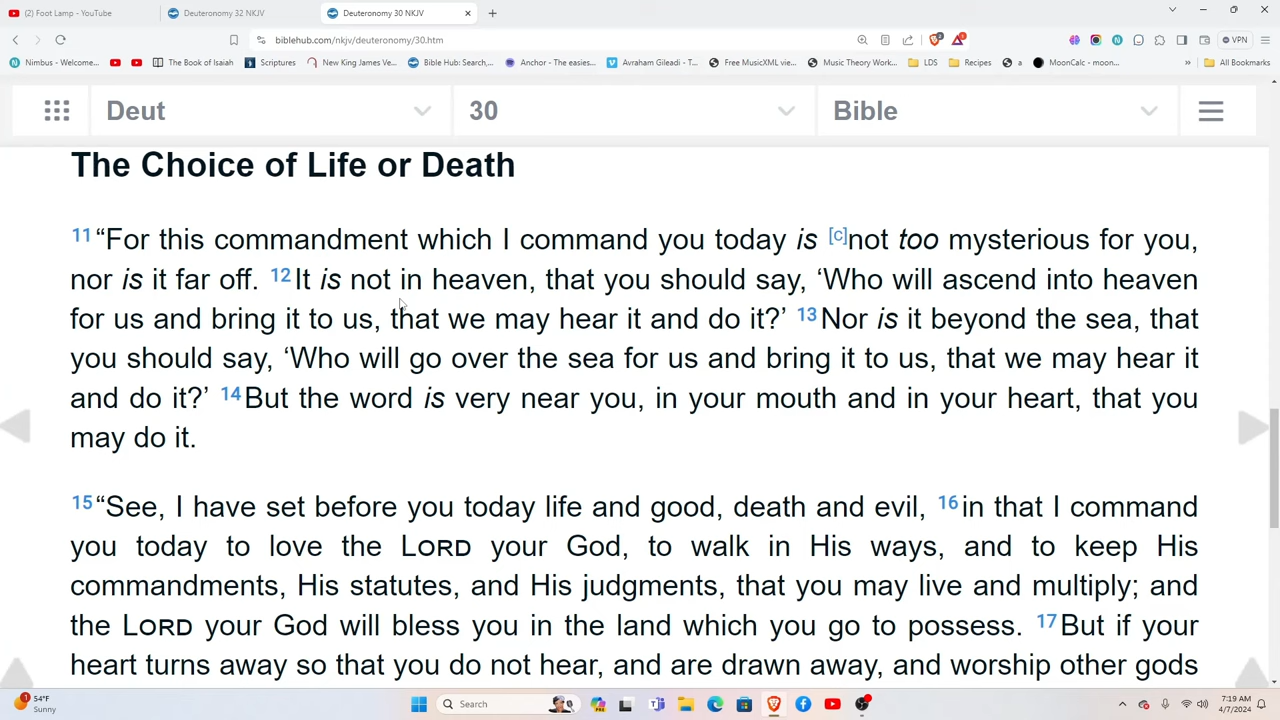 (2) Foot Lamp - YouTube
Deuteronomy 32 NKJV
Deuteronomy 30 NKJV
biblehub.com/nkjv/deuteronomy/30.htm
VPN
Nimbus - Welcome...
The Book of Isaiah
Scriptures
New King James Ve...
Bible Hub: Search,...
Anchor - The easies...
Avraham Gileadi - T...
Free MusicXML vie...
Music Theory Wok...
LDS
Recipes
a
MoonCalc - moon...
»
All Bookmarks
Deut
30
Bible
The Choice of Life or Death
11 “For this commandment which I command you today is [c]not too mysterious for you,
nor is it far off. 12 It is not in heaven, that you should say, ‘Who will ascend into heaven
for us and bring it to us, that we may hear it and do it?’ 13 Nor is it beyond the sea, that
you should say, ‘Who will go over the sea for us and bring it to us, that we may hear it
and do it?’ 14 But the word is very near you, in your mouth and in your heart, that you
may do it.
15 “See, I have set before you today life and good, death and evil, 16 in that I command
you today to love the LORD your God, to walk in His ways, and to keep His
commandments, His statutes, and His judgments, that you may live and multiply; and
the LORD your God will bless you in the land which you go to possess. 17 But if your
heart turns away so that you do not hear, and are drawn away, and worship other gods
1
54°F
Sunny
Search
7:19 AM
4/7/2024